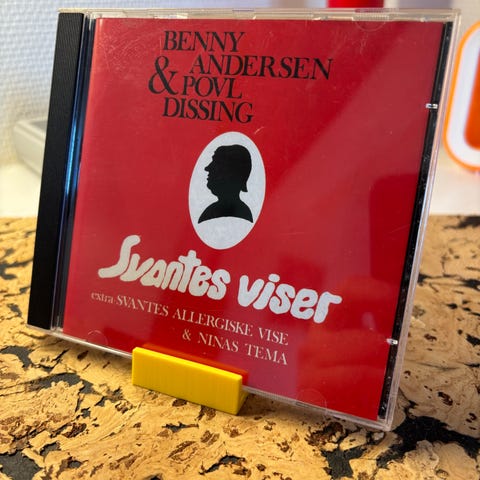 BENNY
ANDERSEN
& POVL
DISSING
Svantes viser
extra: SVANTES ALLERGISKE VISE
& NINAS TEMA